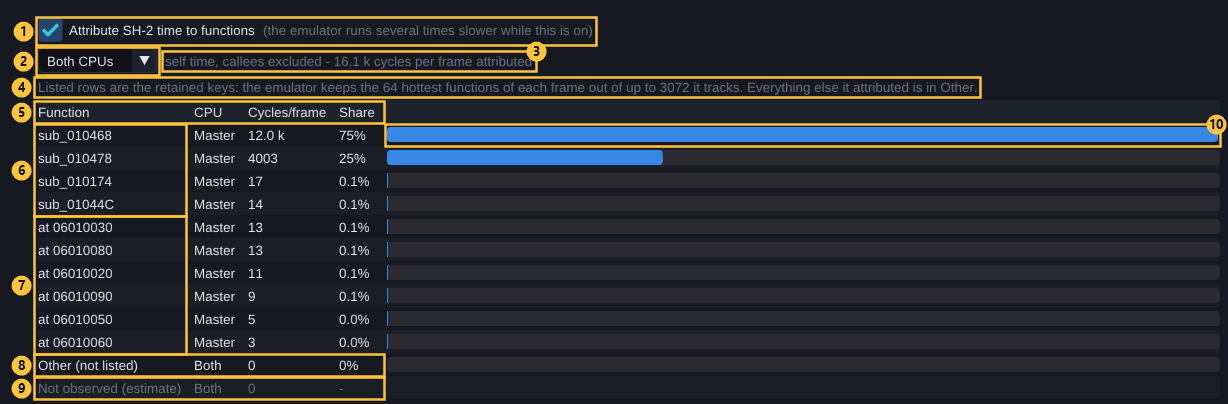 1 Attribute SH-2 time to functions (the emulator runs several times slower while this is on)
2 Both CPUs ▼ self time, callees excluded - 16.1 k cycles per frame attributed 3
4 Listed rows are the retained keys: the emulator keeps the 64 hottest functions of each frame out of up to 3072 it tracks. Everything else it attributed is in Other.
5 Function CPU Cycles/frame Share
sub_010468 Master 12.0 k 75% 10
6 sub_010478 Master 4003 25%
sub_010174 Master 17 0.1%
sub_01044C Master 14 0.1%
at 06010030 Master 13 0.1%
at 06010080 Master 13 0.1%
7 at 06010020 Master 11 0.1%
at 06010090 Master 9 0.1%
at 06010050 Master 5 0.0%
at 06010060 Master 3 0.0%
8 Other (not listed) Both 0 0%
9 Not observed (estimate) Both 0 -